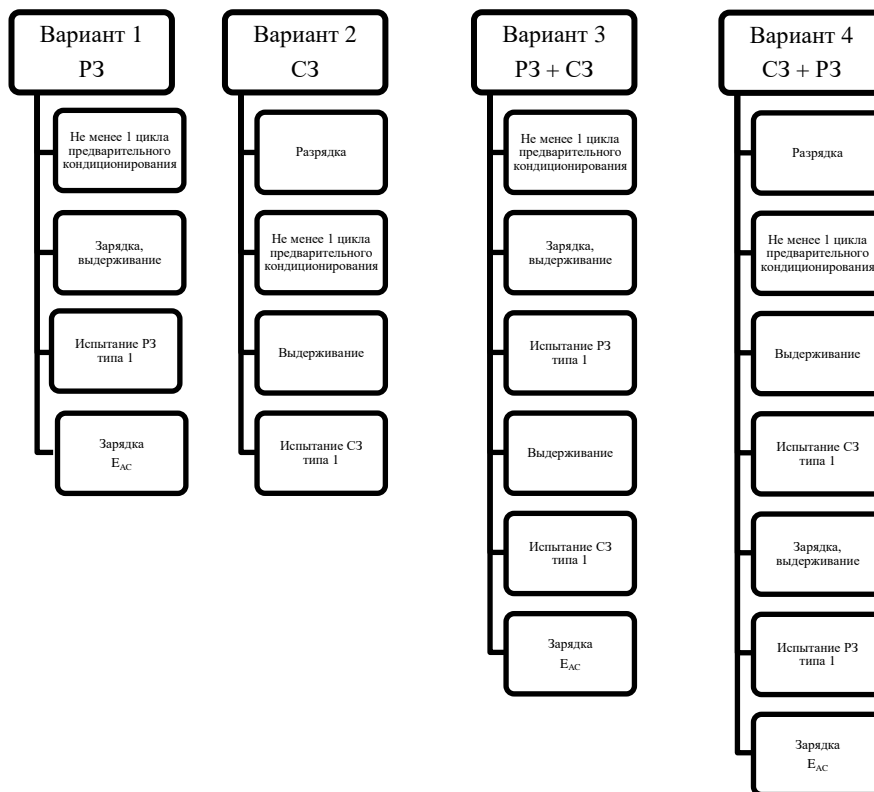 Вариант 1
РЗ
Не менее 1 цикла
предварительного
кондиционирования
Зарядка,
выдерживание
Испытание РЗ
типа 1
Зарядка
EAC
Вариант 2
СЗ
Разрядка
Не менее 1 цикла
предварительного
кондиционирования
Выдерживание
Испытание СЗ
типа 1
Вариант 3
РЗ + СЗ
Не менее 1 цикла
предварительного
кондиционирования
Зарядка,
выдерживание
Испытание РЗ
типа 1
Выдерживание
Испытание СЗ
типа 1
Зарядка
EAC
Вариант 4
СЗ + РЗ
Разрядка
Не менее 1 цикла
предварительного
кондиционирования
Выдерживание
Испытание СЗ
типа 1
Зарядка,
выдерживание
Испытание РЗ
типа 1
Зарядка
EAC